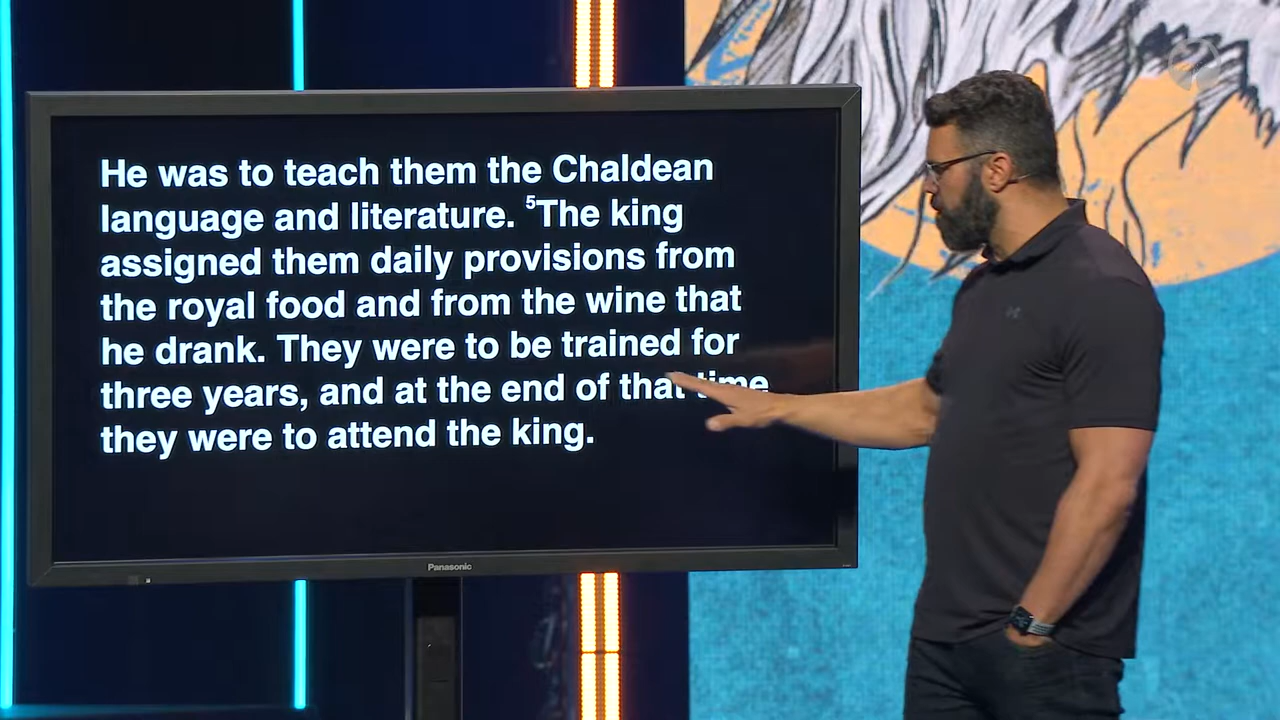 He was to teach them the Chaldean
language and literature. ⁵The king
assigned them daily provisions from
the royal food and from the wine that
he drank. They were to be trained for
three years, and at the end of that time
they were to attend the king.
Panasonic